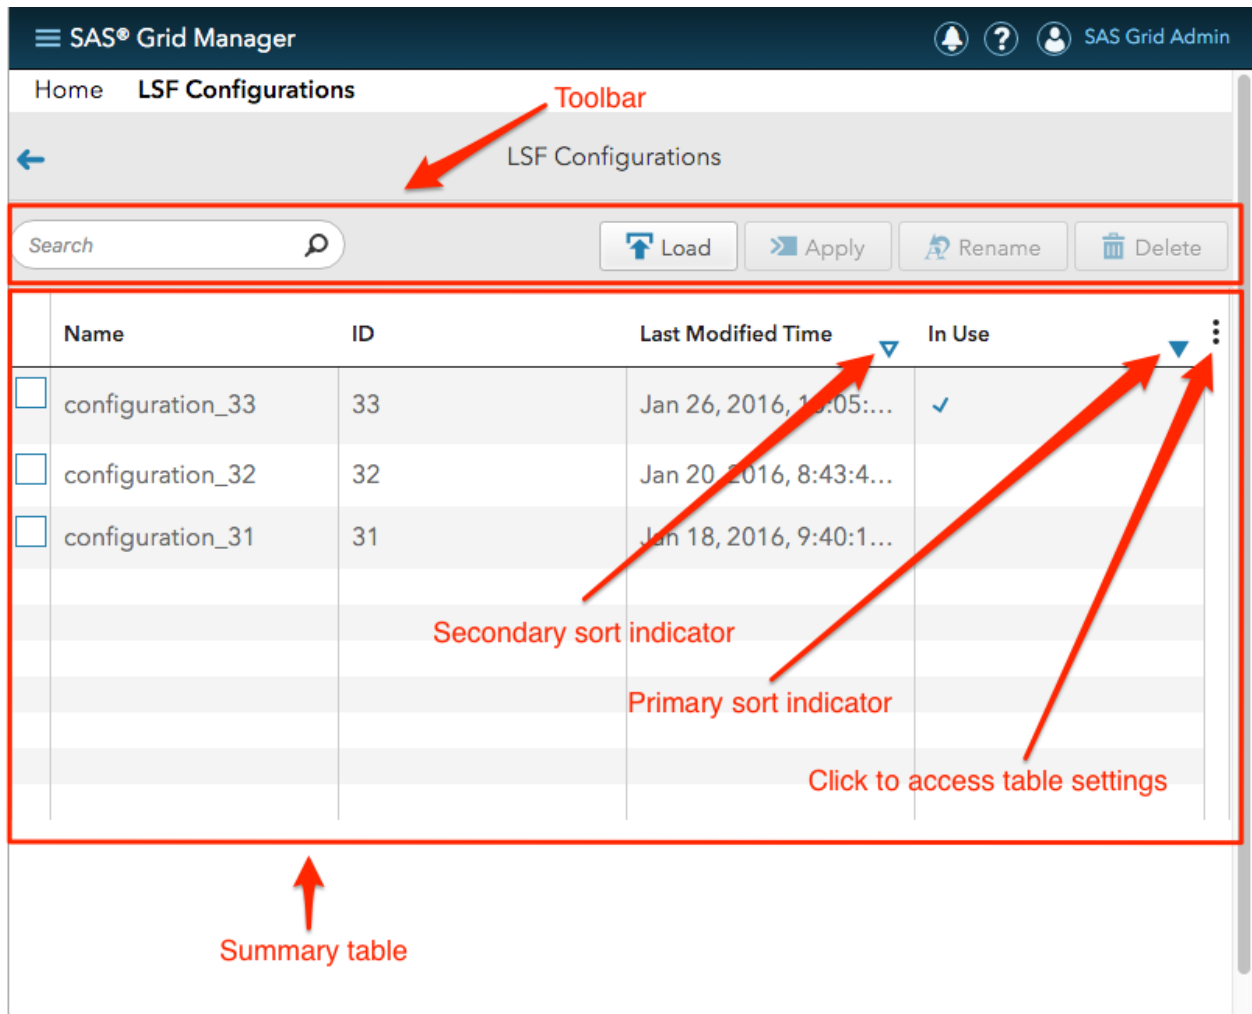 SAS® Grid Manager
SAS Grid Admin
Home LSF Configurations
Toolbar
LSF Configurations
Search
Load Apply Rename Delete
Name ID Last Modified Time In Use
configuration_33 33 Jan 26, 2016, :05:...
configuration_32 32 Jan 20, 2016, 8:43:4...
configuration_31 31 Jan 18, 2016, 9:40:1...
Secondary sort indicator
Primary sort indicator
Click to access table settings
Summary table